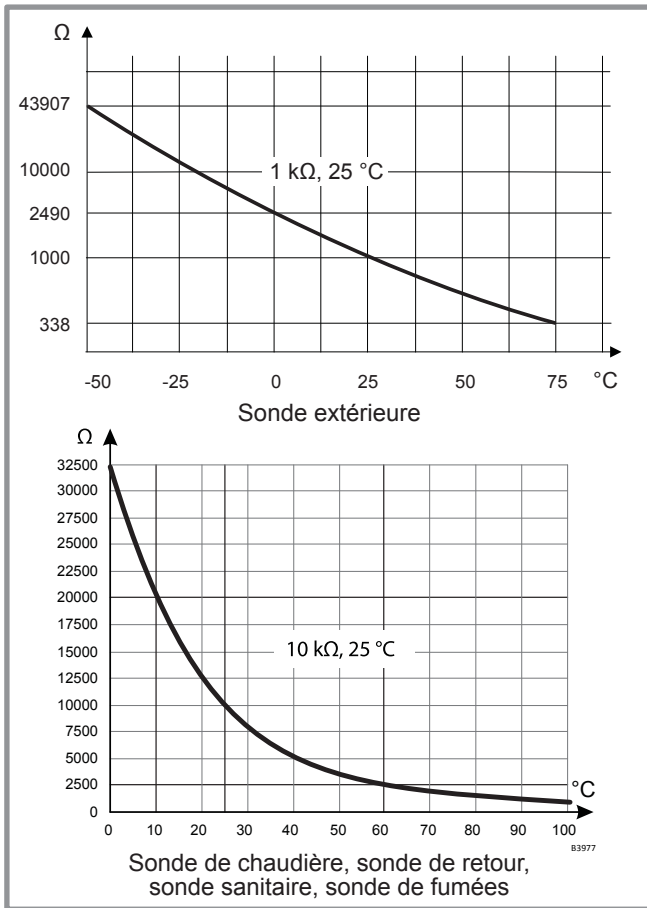 Ω
43907
10000
2490
1000
338
1 kΩ, 25 °C
-50 -25 0 25 50 75 °C
Sonde extérieure
Ω
32500
30000
27500
25000
22500
20000
17500
15000
12500
10000
7500
5000
2500
0
10 kΩ, 25 °C
°C
0 10 20 30 40 50 60 70 80 90 100
B3977
Sonde de chaudière, sonde de retour,
sonde sanitaire, sonde de fumées